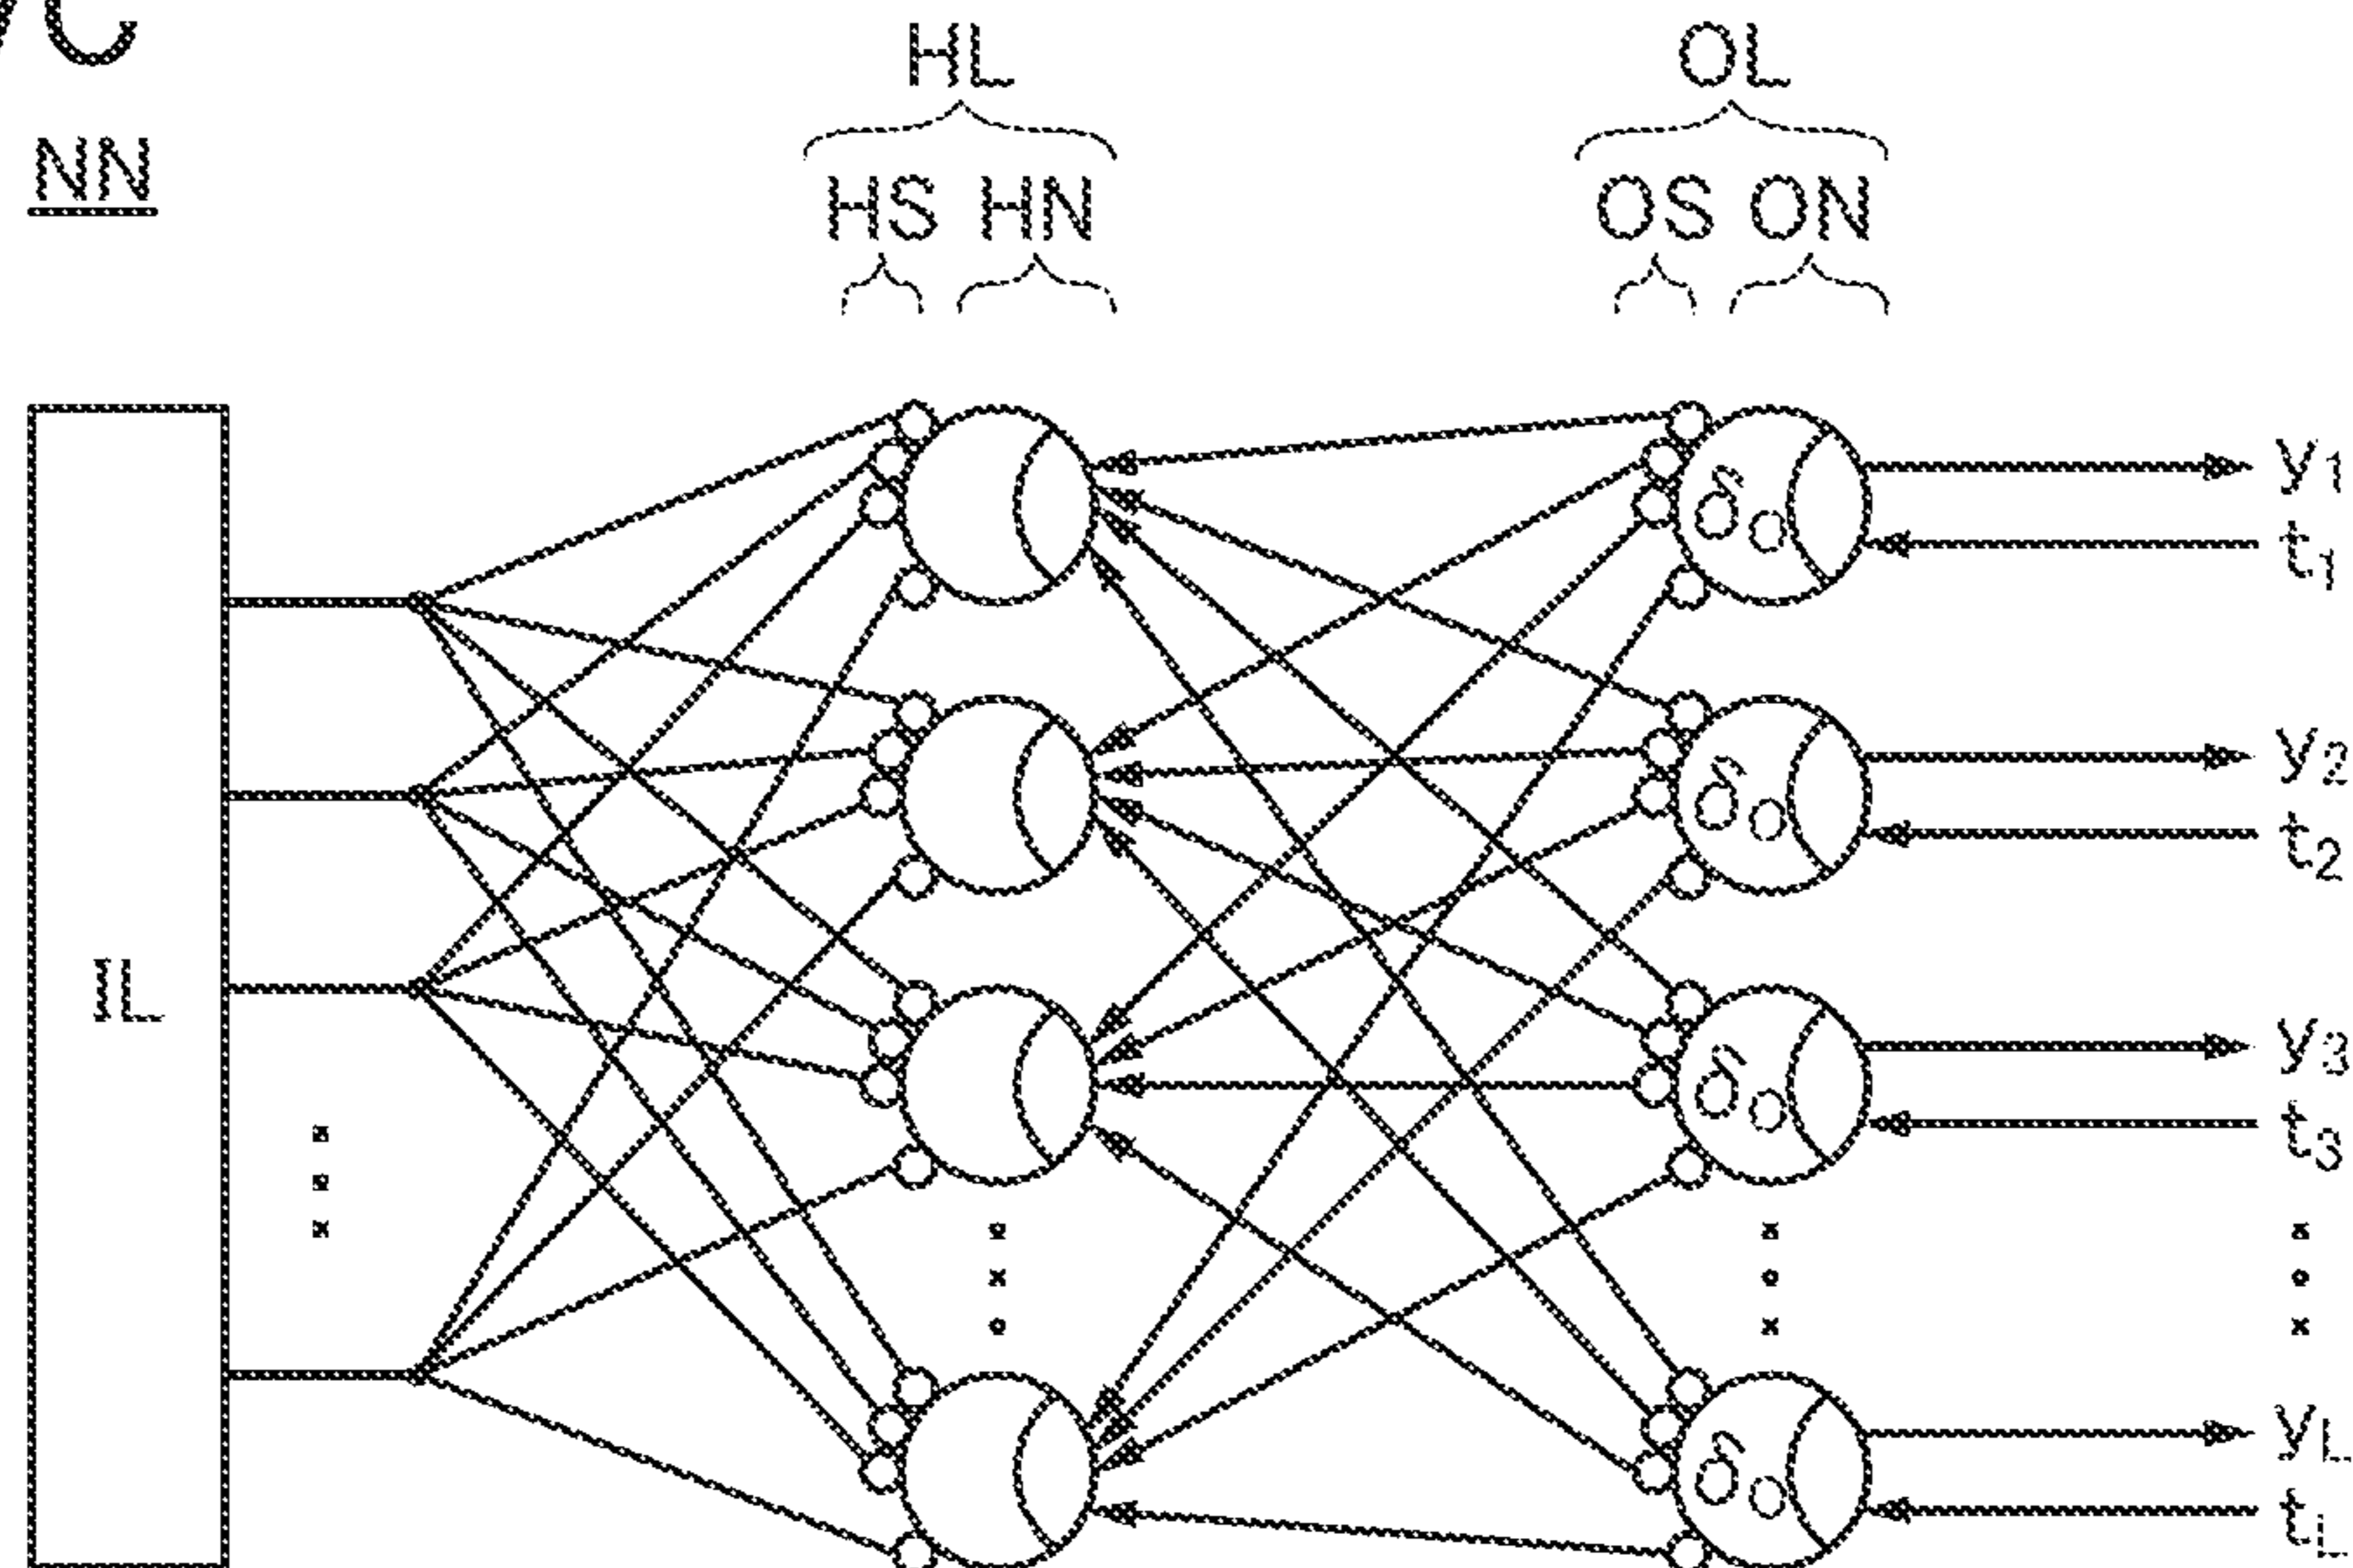 HL OL
NN
HS HN OS ON
δO y1
t1
δO y2
t2
IL
δO y3
t3
δO yL
tL